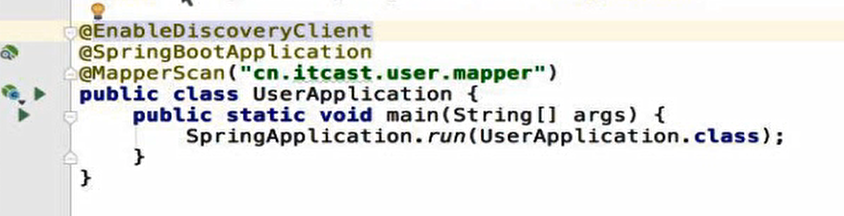 @EnableDiscoveryClient
@SpringBootApplication
@MapperScan("cn.itcast.user.mapper")
public class UserApplication {
    public static void main(String[] args) {
        SpringApplication.run(UserApplication.class);
    }
}